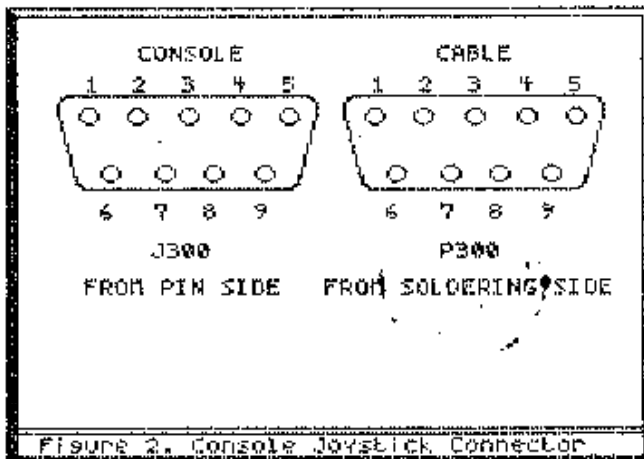 CONSOLE CABLE
1 2 3 4 5 1 2 3 4 5
6 7 8 9 6 7 8 9
J300 P300
FROM PIN SIDE FROM SOLDERING SIDE
Figure 2. Console Joystick Connector